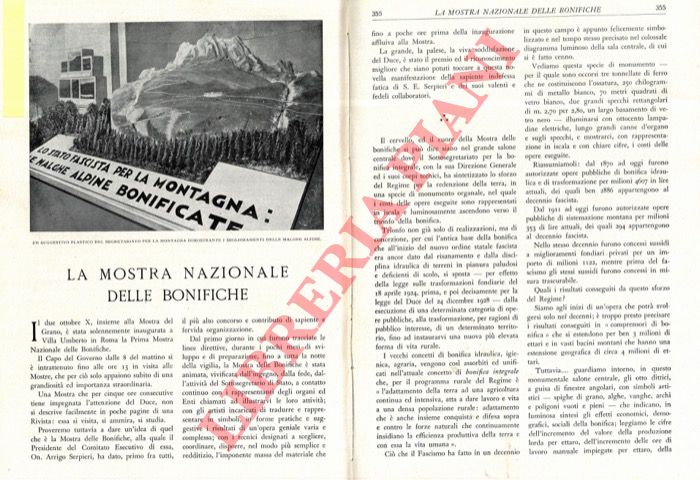 LO STATO FASCISTA PER LA MONTAGNA:
E MALGHE ALPINE BONIFICATE
UN SUGGESTIVO PLASTICO DEL SEGRETARIATO PER LA MONTAGNA DIMOSTRANTE I MIGLIORAMENTI DELLE MALGHE ALPINE.
LA MOSTRA NAZIONALE
DELLE BONIFICHE
Il due ottobre X, insieme alla Mostra del
Grano, è stata solennemente inaugurata a
Villa Umberto in Roma la Prima Mostra
Nazionale delle Bonifiche.
Il Capo del Governo dalle 8 del mattino si
è intrattenuto fino alle ore 13 in visita alle
Mostre, che per ciò solo appaiono subito di una
grandiosità ed importanza straordinaria.
Una Mostra che per cinque ore consecutive
tiene impegnata l'attenzione del Duce, non
si descrive facilmente in poche pagine di una
Rivista: essa si visita, si ammira, si studia.
Proveremo tuttavia a dare un'idea di quel
che è la Mostra delle Bonifiche, alla quale il
Presidente del Comitato Esecutivo di essa,
On. Arrigo Serpieri, ha dato, primo fra tutti,
il più alto concorso e contributo di sapiente e
fervida organizzazione.
Dal primo giorno in cui furono
linee direttive, durante i pochi mesi di
luppo e di preparazione, la notte
della vigilia, la Mostra delle Bonifiche è stata
animata, vivificata dalla fede, dal-
l'attività del Sottosegretario di Stato, a contatto
continuo con i rappresentanti degli organi ed
Enti chiamati a loro attività;
con gli artisti incaricati di tradurre e rappre-
sentare in simboli, in forme pratiche e sug-
gestive i risultati d'un'opera geniale varia e
complessa; con i tecnici designati a scegliere,
coordinare, disporre, nel modo più semplice e
redditizio, l'imponente massa del materiale che
355
LA MOSTRA NAZIONALE DELLE BONIFICHE
355
fino a poche ore prima della inaugurazione
affluiva alla Mostra.
La grande, la palese, la viva soddisfazione
del Duce, è stato il premio ed il riconoscimento
migliore che siano potuti toccare a questa no-
vella manifestazione della sapiente indefessa
fatica di S. E. Serpieri e dei suoi valenti e
fedeli collaboratori.
Il cervello, ed il cuore della Mostra delle
bonifiche può dirsi siano nel grande salone
centrale, ove il Sottosegretariato per la bo-
nifica integrale, con la sua Direzione Generale
ed i suoi organi tecnici, ha sintetizzato lo sforzo
del Regime per la redenzione della terra, in
una specie di monumento organale, nel quale
le opere eseguite sono rappresentati
e luminosamente ascendono verso il
trionfo della bonifica.
Trionfo non già solo di realizzazioni, ma di
concezione, per cui l'antica base della bonifica
che all'inizio del nuovo ordine statale fascista
era ancor dato dal risanamento e dalla disci-
plina idraulica di terreni in pianura paludosi
e deficienti di scolo, si sposta — per effetto
della legge sulle trasformazioni fondiarie del
18 aprile 1924, prima, e poi decisamente per la
legge del Duce del 24 dicembre 1928 — dalla
esecuzione di una determinata categoria di ope-
re pubbliche, alla trasformazione, per ragioni di
pubblico interesse, di un determinato territo-
rio, fino ad instaurarvi una nuova più elevata
forma di vita rurale.
I vecchi concetti di bonifica idraulica, igie-
nica, agraria, vengono così assorbiti ed unifi-
cati nell'attuale concetto di bonifica integrale
che, per il programma rurale del Regime è
« l'adattamento della terra ad una agricoltura
continua ed intensiva, atta a dare lavoro e vita
a una densa popolazione rurale: adattamento
che è anche insieme conquista e difesa sopra
e contro le forze naturali che continuamente
insidiano la efficienza produttiva della terra e
con essa la vita umana ».
Ciò che il Fascismo ha fatto in un decennio
in questo campo è appunto felicemente simbo-
lizzato e nel tempo stesso precisato nel colossale
diagramma luminoso della sala centrale, di cui
si è fatto cenno.
Vediamo questa specie di monumento —
per il quale sono occorsi tre tonnellate di ferro
che ne costituiscono l'ossatura, 250 chilogram-
mi di metallo bianco, 70 metri quadrati di
vetro bianco, due grandi specchi rettangolari
di m. 2,70 per 2,80, un largo basamento di ve-
tro nero — illuminarsi con ottocento lampa-
dine elettriche, lungo grandi canne d'organo
e sugli specchi, e mostrarci, con rappresenta-
zione in iscala e con chiare cifre, i costi delle
opere eseguite.
Riassumiamoli: dal 1870 ad oggi furono
autorizzate opere pubbliche di bonifica idrauli-
ca e di trasformazione per milioni 4607 in lire
attuali, dei quali ben 2886 appartenenti al
decennio fascista.
Dal 1911 ad oggi furono autorizzate opere
pubbliche di sistemazione montana per milioni
353 di lire attuali, dei quali 294 appartengono
al decennio fascista.
Nello stesso decennio furono concessi sussidi
a miglioramenti fondiari privati per un im-
porto di milioni 1122, mentre prima del fa-
scismo gli stessi sussidi furono concessi in mi-
sura trascurabile.
Quali i risultati conseguiti da questo sforzo
del Regime?
Siamo agli inizi di un'opera che potrà svol-
gersi solo nei decenni; è troppo presto precisare
i risultati conseguiti in « comprensori di bo-
nifica » che si estendono per ben 3 milioni di
ettari e in vasti bacini montani che hanno una
estensione geografica di circa 4 milioni di et-
tari.
Tuttavia... guardiamo intorno, in questo
monumentale salone centrale, gli otto dittici,
a guisa di finestre angolari, con simboli arti-
stici — spighe di grano, alghe, vanghe, archi
e poligoni vuoti e pieni — che indicano, in
luminosa sintesi gli effetti economici, demo-
grafici, sociali della bonifica; leggiamo le cifre
dell'incremento del valore della produzione
lorda per ettaro, dell'incremento delle ore di
lavoro manuale impiegate per ettaro, della
LIBRERIA PIANI